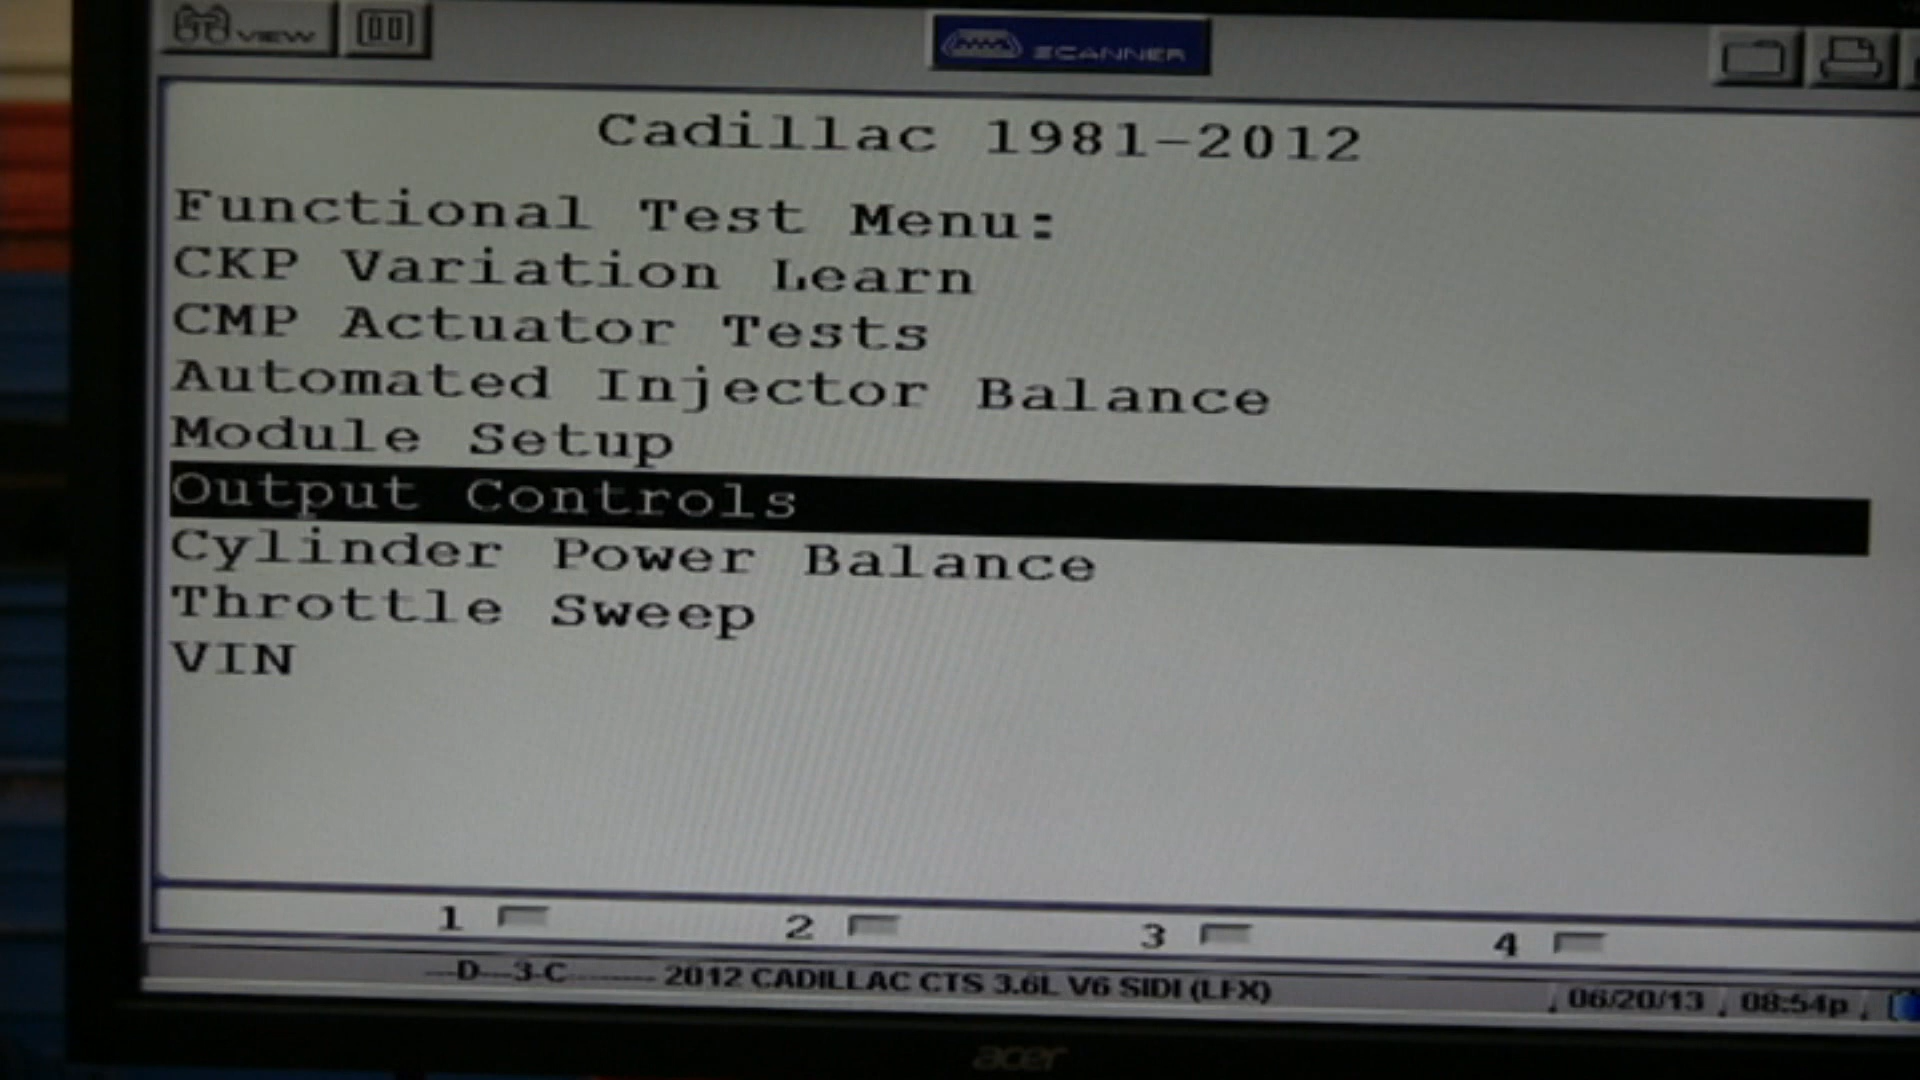 VIEW
SCANNER
Cadillac 1981-2012
Functional Test Menu:
CKP Variation Learn
CMP Actuator Tests
Automated Injector Balance
Module Setup
Output Controls
Cylinder Power Balance
Throttle Sweep
VIN
1 2 3 4
---D---3-C--------- 2012 CADILLAC CTS 3.6L V6 SIDI (LFX) 06/20/13 08:54p
acer